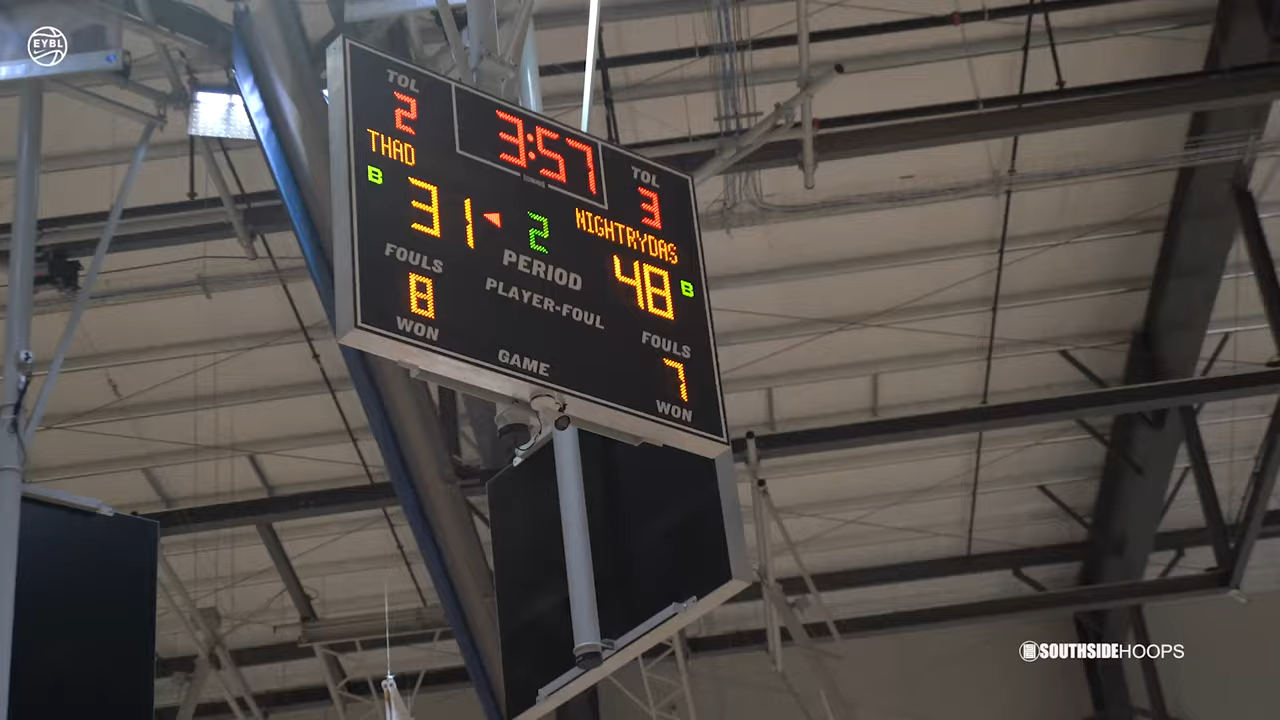 EYBL
TOL
2
3:57
TOL
3
THAD
NIGHTRYDAS
B
31
2
48
B
PERIOD
FOULS
8
PLAYER-FOUL
FOULS
7
WON
GAME
WON
SOUTHSIDEHOOPS